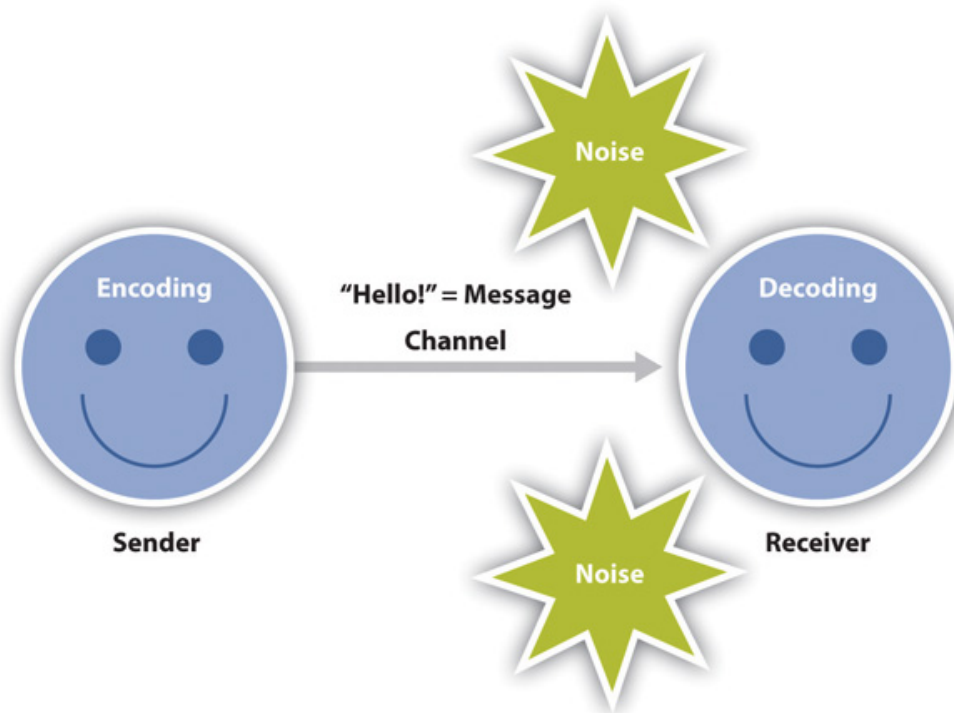 Noise
Encoding
“Hello!” = Message
Channel
Decoding
Sender
Receiver
Noise